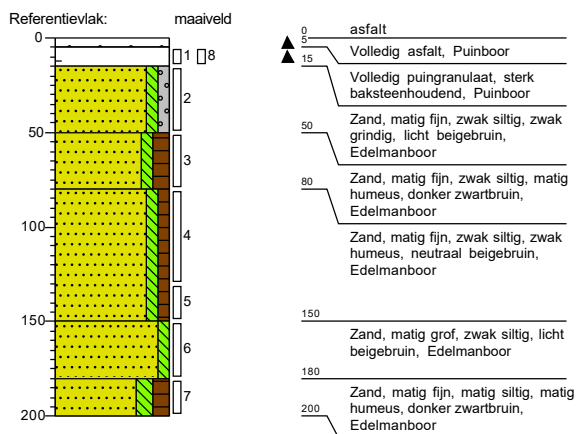 Referentievlak: maaiveld
0
50
100
150
200
1 8
2
3
4
5
6
7
0 asfalt
5
Volledig asfalt, Puinboor
15
Volledig puingranulaat, sterk
baksteenhoudend, Puinboor
Zand, matig fijn, zwak siltig, zwak
50 grindig, licht beigebruin,
Edelmanboor
Zand, matig fijn, zwak siltig, matig
80 humeus, donker zwartbruin,
Edelmanboor
Zand, matig fijn, zwak siltig, zwak
humeus, neutraal beigebruin,
Edelmanboor
150
Zand, matig grof, zwak siltig, licht
beigebruin, Edelmanboor
180
Zand, matig fijn, matig siltig, matig
200 humeus, donker zwartbruin,
Edelmanboor